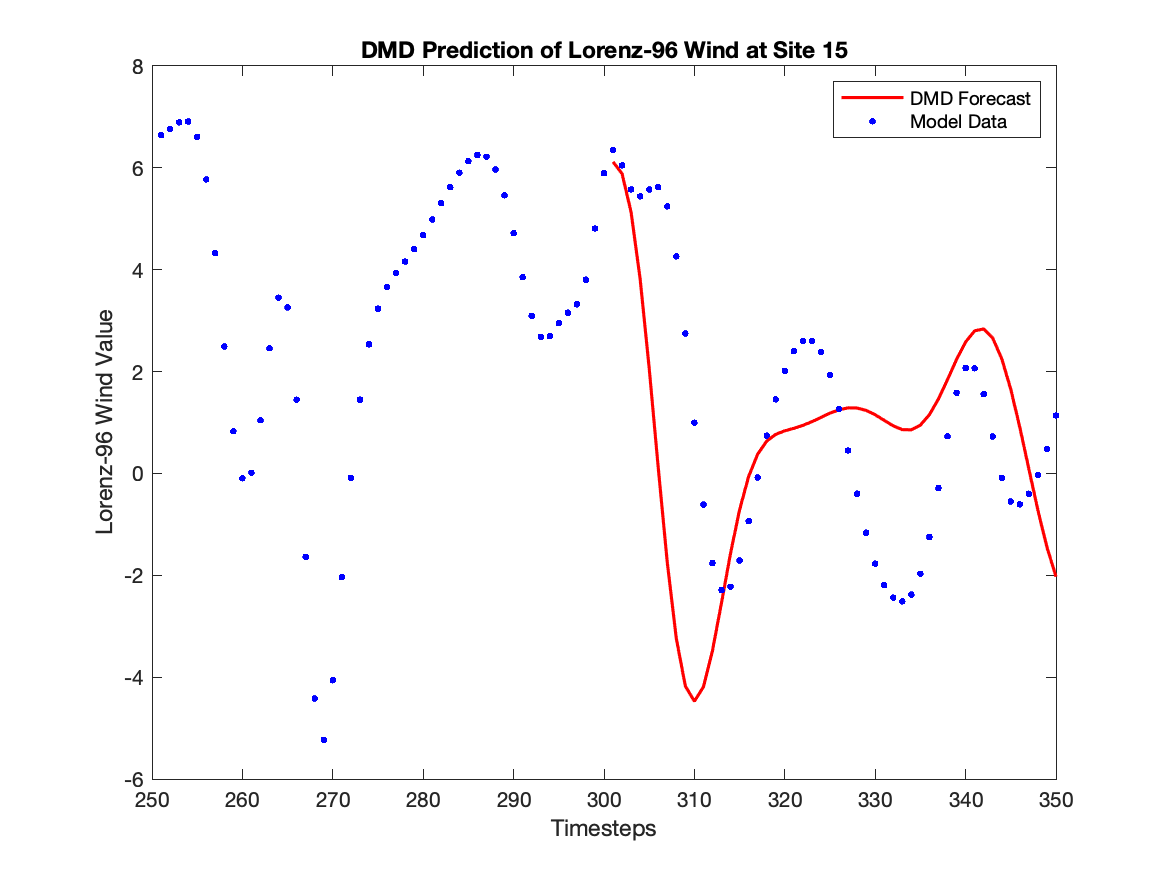 DMD Prediction of Lorenz-96 Wind at Site 15
8
6
4
2
0
-2
-4
-6
Lorenz-96 Wind Value
DMD Forecast
Model Data
250 260 270 280 290 300 310 320 330 340 350
Timesteps